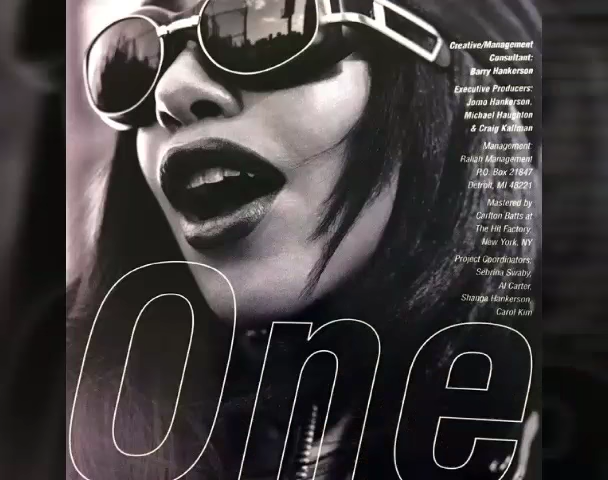 Creative/Management
Consultant:
Barry Hankerson
Executive Producers:
Jomo Hankerson,
Michael Haughton
& Craig Kallman
Management:
Raliah Management
P.O. Box 21847
Detroit, MI 48221
Mastered by
Carlton Batts at
The Hit Factory,
New York, NY
Project Coordinators:
Sebrina Swaby,
Al Carter,
Shauna Hankerson,
Carol Kim
One